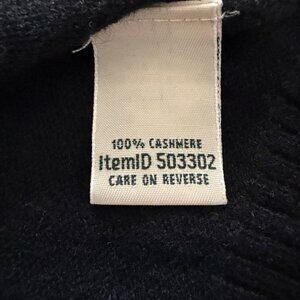 100% CASHMERE
ItemID 503302
CARE ON REVERSE